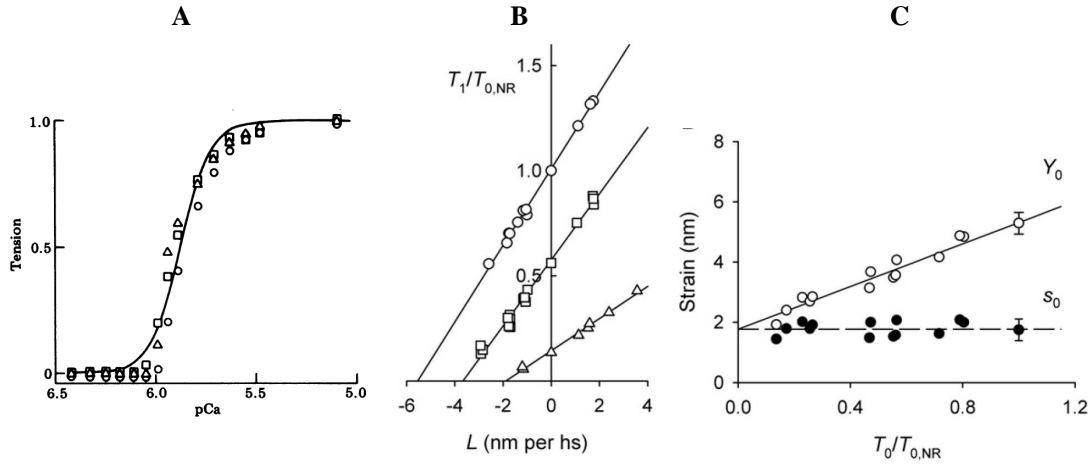 A
B
C
Tension
1.0
0.5
0
6.5
6.0
5.5
5.0
pCa
T₁/T₀,NR
1.5
1.0
0.5
-6
-4
-2
0
2
4
L (nm per hs)
Strain (nm)
8
6
4
2
0
Y₀
s₀
0.0
0.4
0.8
1.2
T₀/T₀,NR